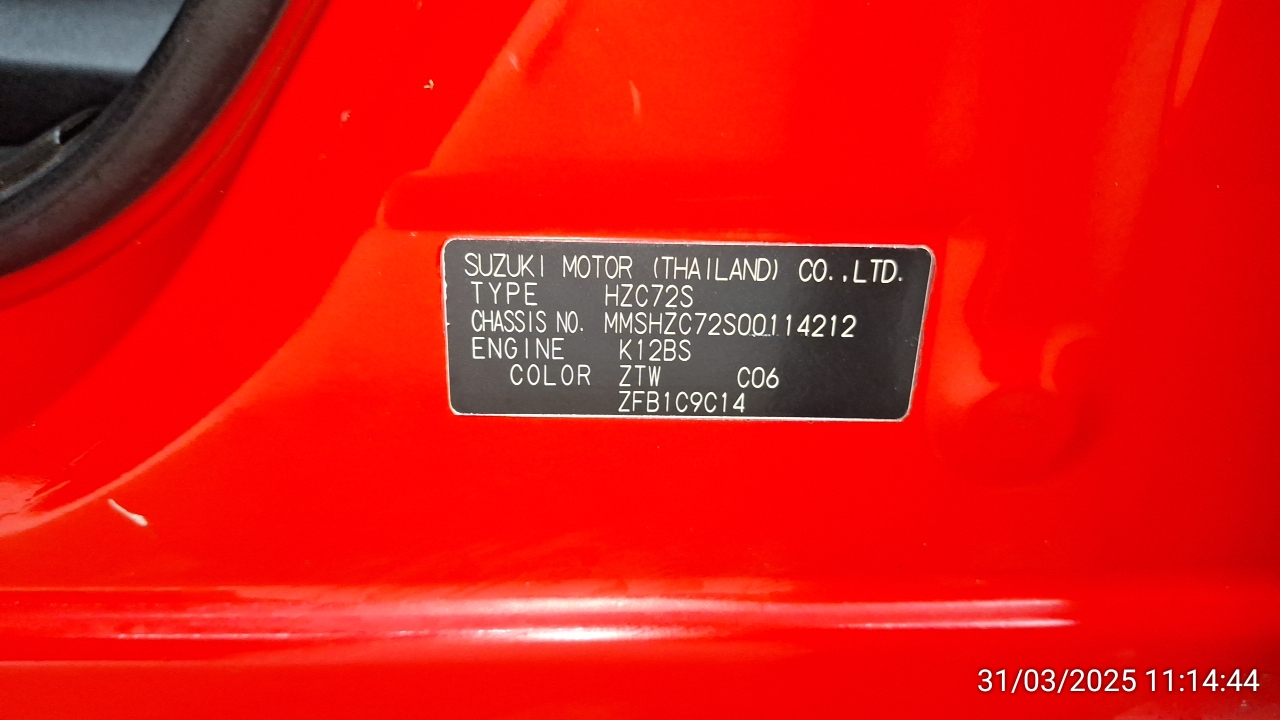 SUZUKI MOTOR (THAILAND) CO.,LTD.
TYPE HZC72S
CHASSIS NO. MMSHZC72S00114212
ENGINE K12BS
COLOR ZTW C06
ZFB1C9C14
31/03/2025 11:14:44